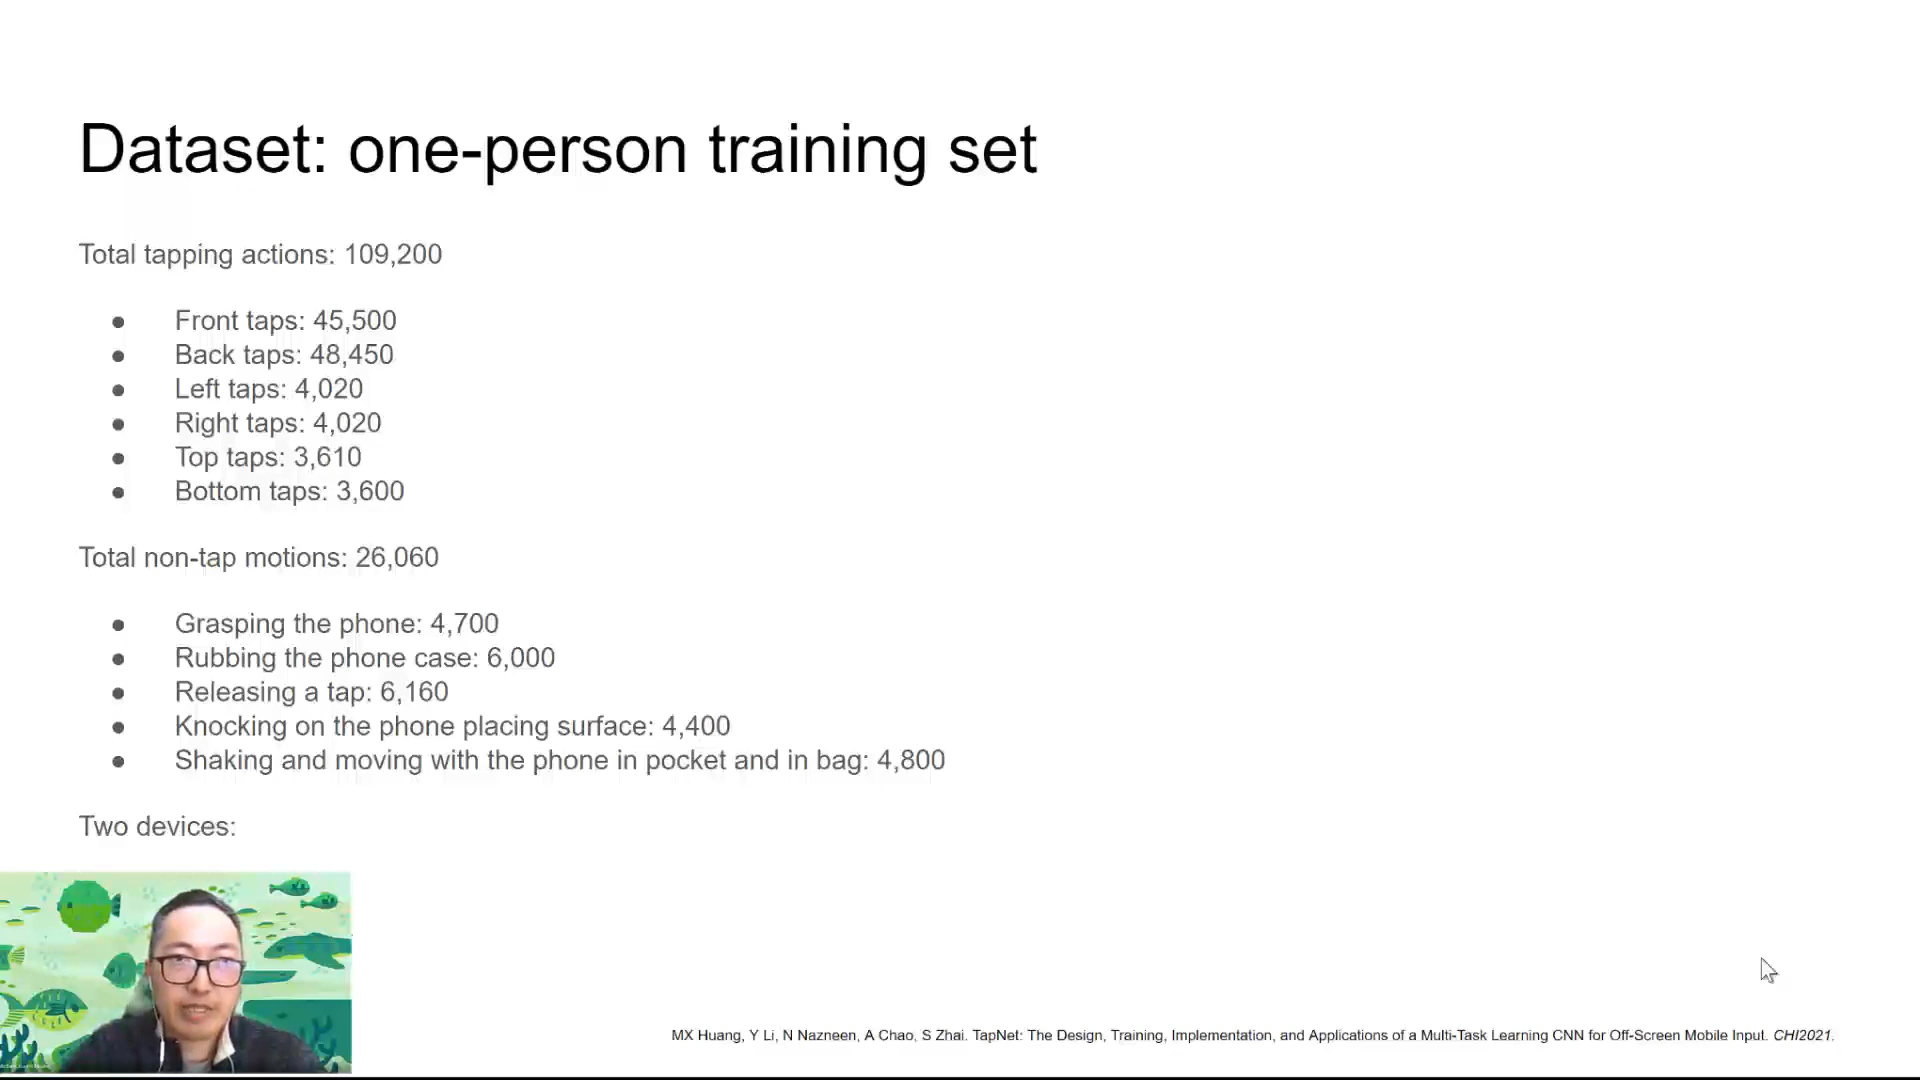 Dataset: one-person training set
Total tapping actions: 109,200
● Front taps: 45,500
● Back taps: 48,450
● Left taps: 4,020
● Right taps: 4,020
● Top taps: 3,610
● Bottom taps: 3,600
Total non-tap motions: 26,060
● Grasping the phone: 4,700
● Rubbing the phone case: 6,000
● Releasing a tap: 6,160
● Knocking on the phone placing surface: 4,400
● Shaking and moving with the phone in pocket and in bag: 4,800
Two devices:
MX Huang, Y Li, N Nazneen, A Chao, S Zhai. TapNet: The Design, Training, Implementation, and Applications of a Multi-Task Learning CNN for Off-Screen Mobile Input. CHI2021.